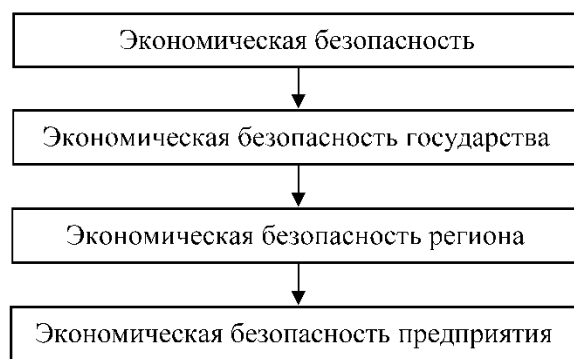 Экономическая безопасность
Экономическая безопасность государства
Экономическая безопасность региона
Экономическая безопасность предприятия